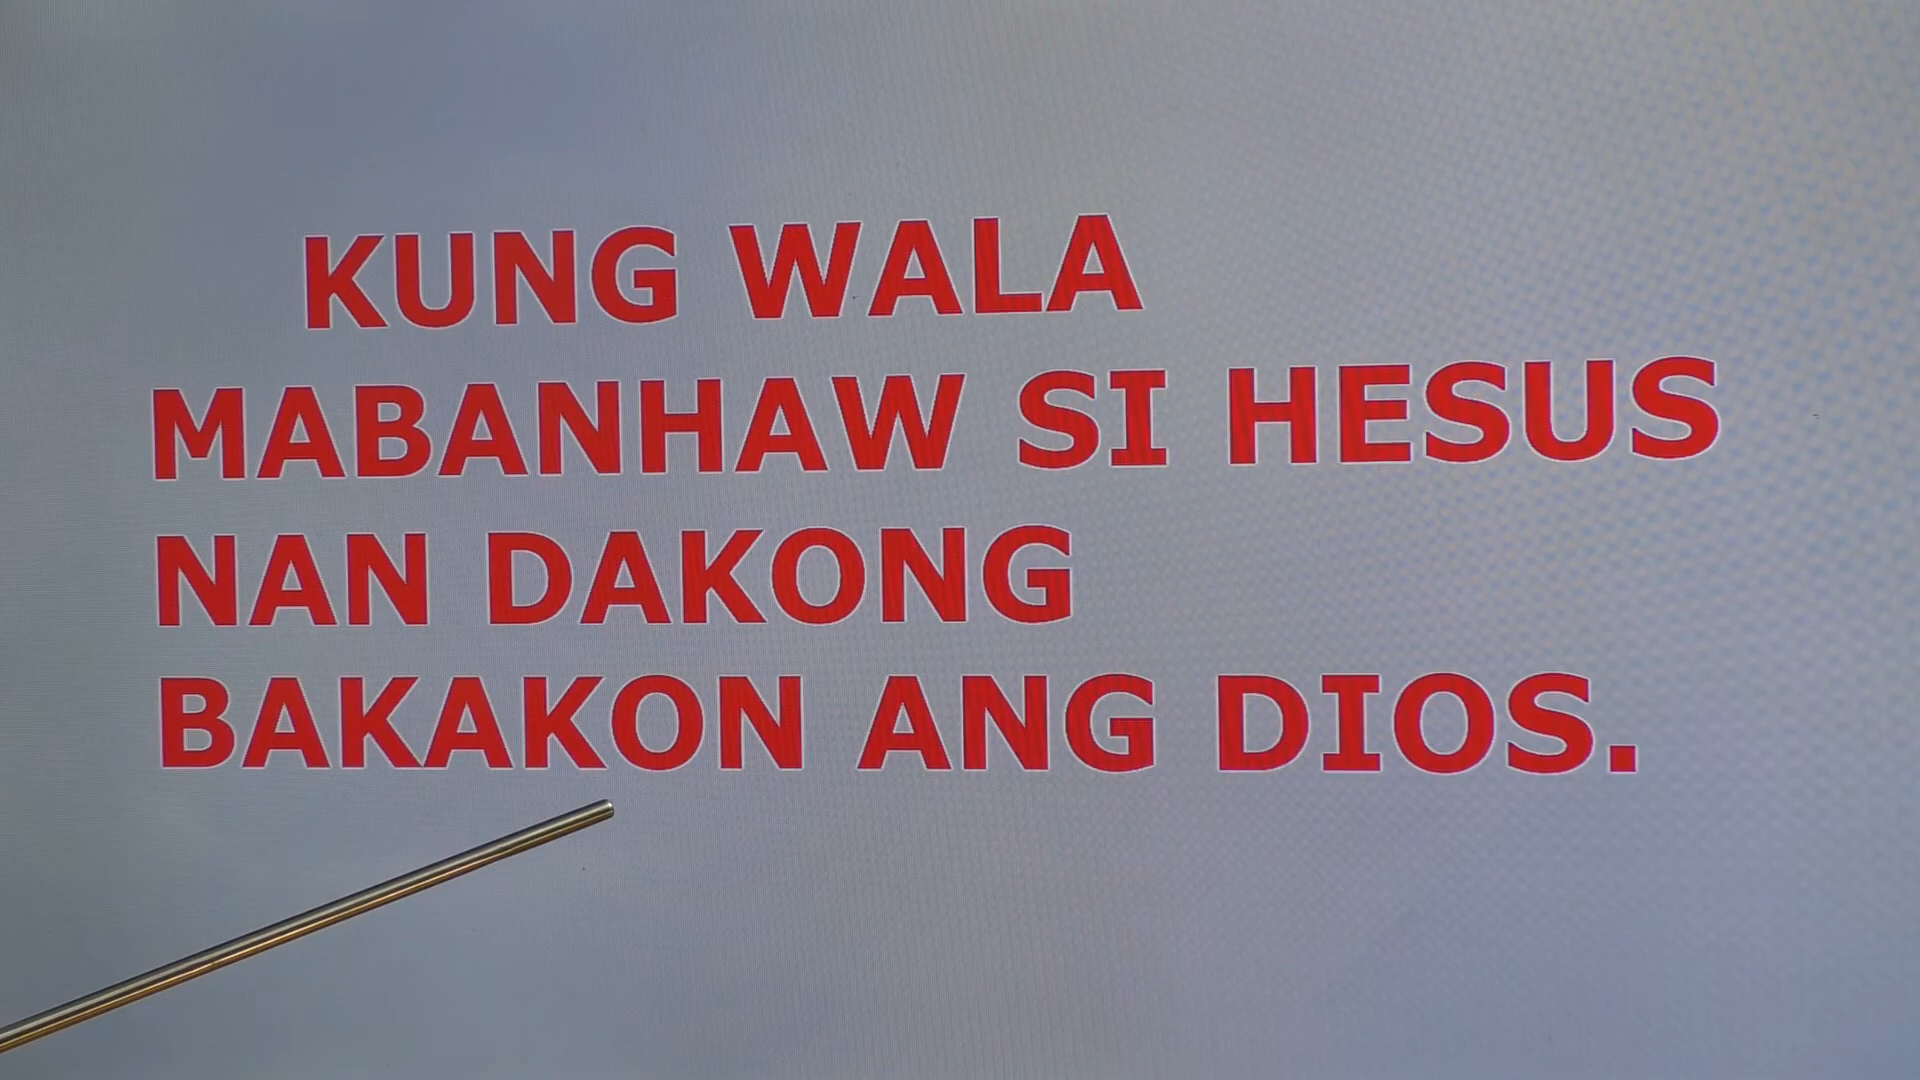 KUNG WALA
MABANHAW SI HESUS
NAN DAKONG
BAKAKON ANG DIOS.